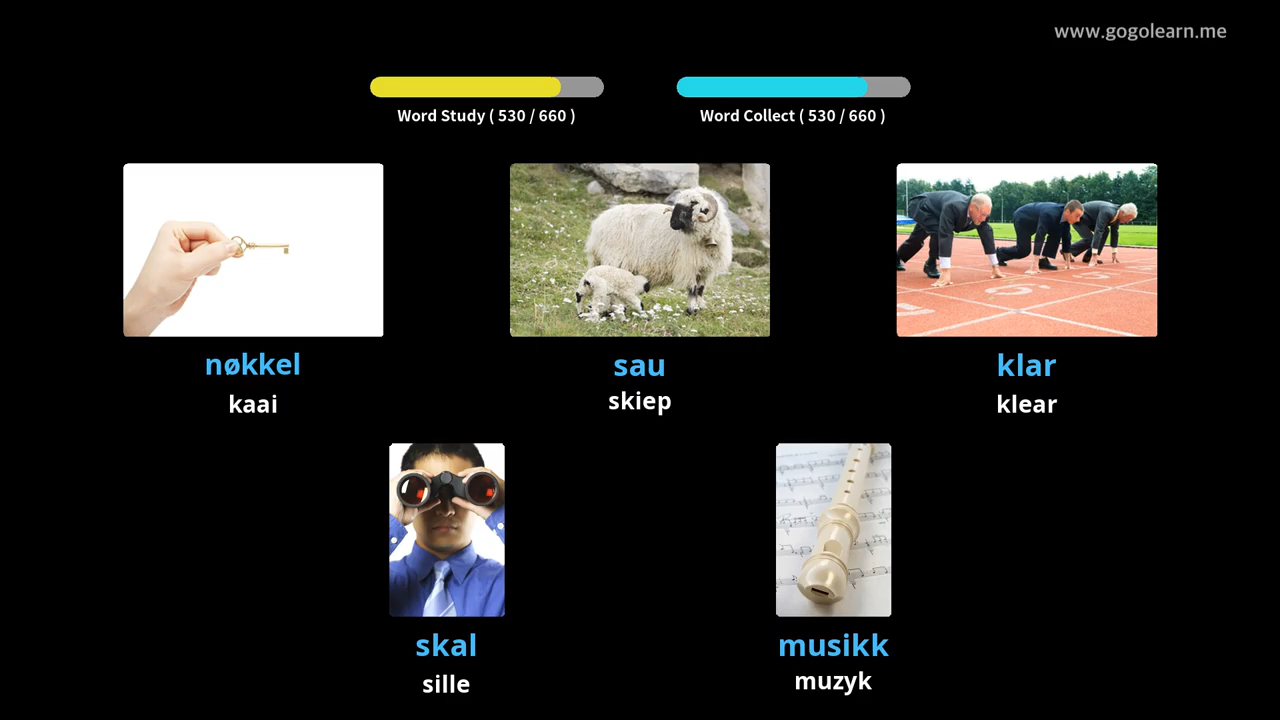 www.gogolearn.me
Word Study ( 530 / 660 )
Word Collect ( 530 / 660 )
nøkkel
kaai
sau
skiep
klar
klear
skal
sille
musikk
muzyk